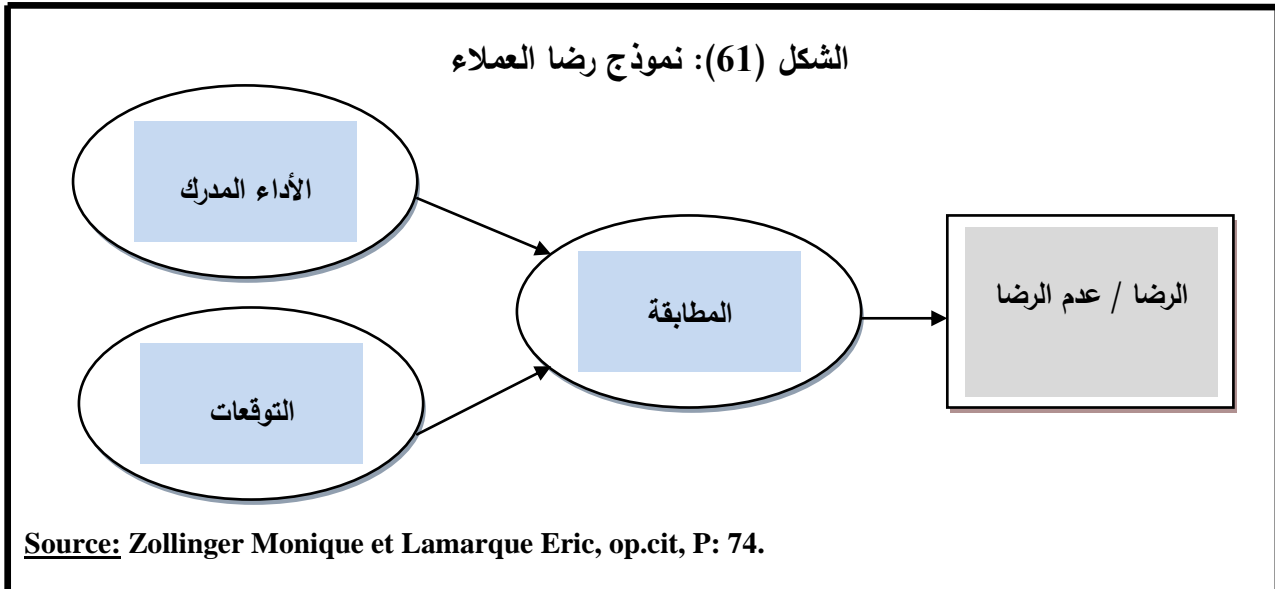 الشكل (61): نموذج رضا العملاء
الأداء المدرك
المطابقة
الرضا / عدم الرضا
التوقعات
Source: Zollinger Monique et Lamarque Eric, op.cit, P: 74.